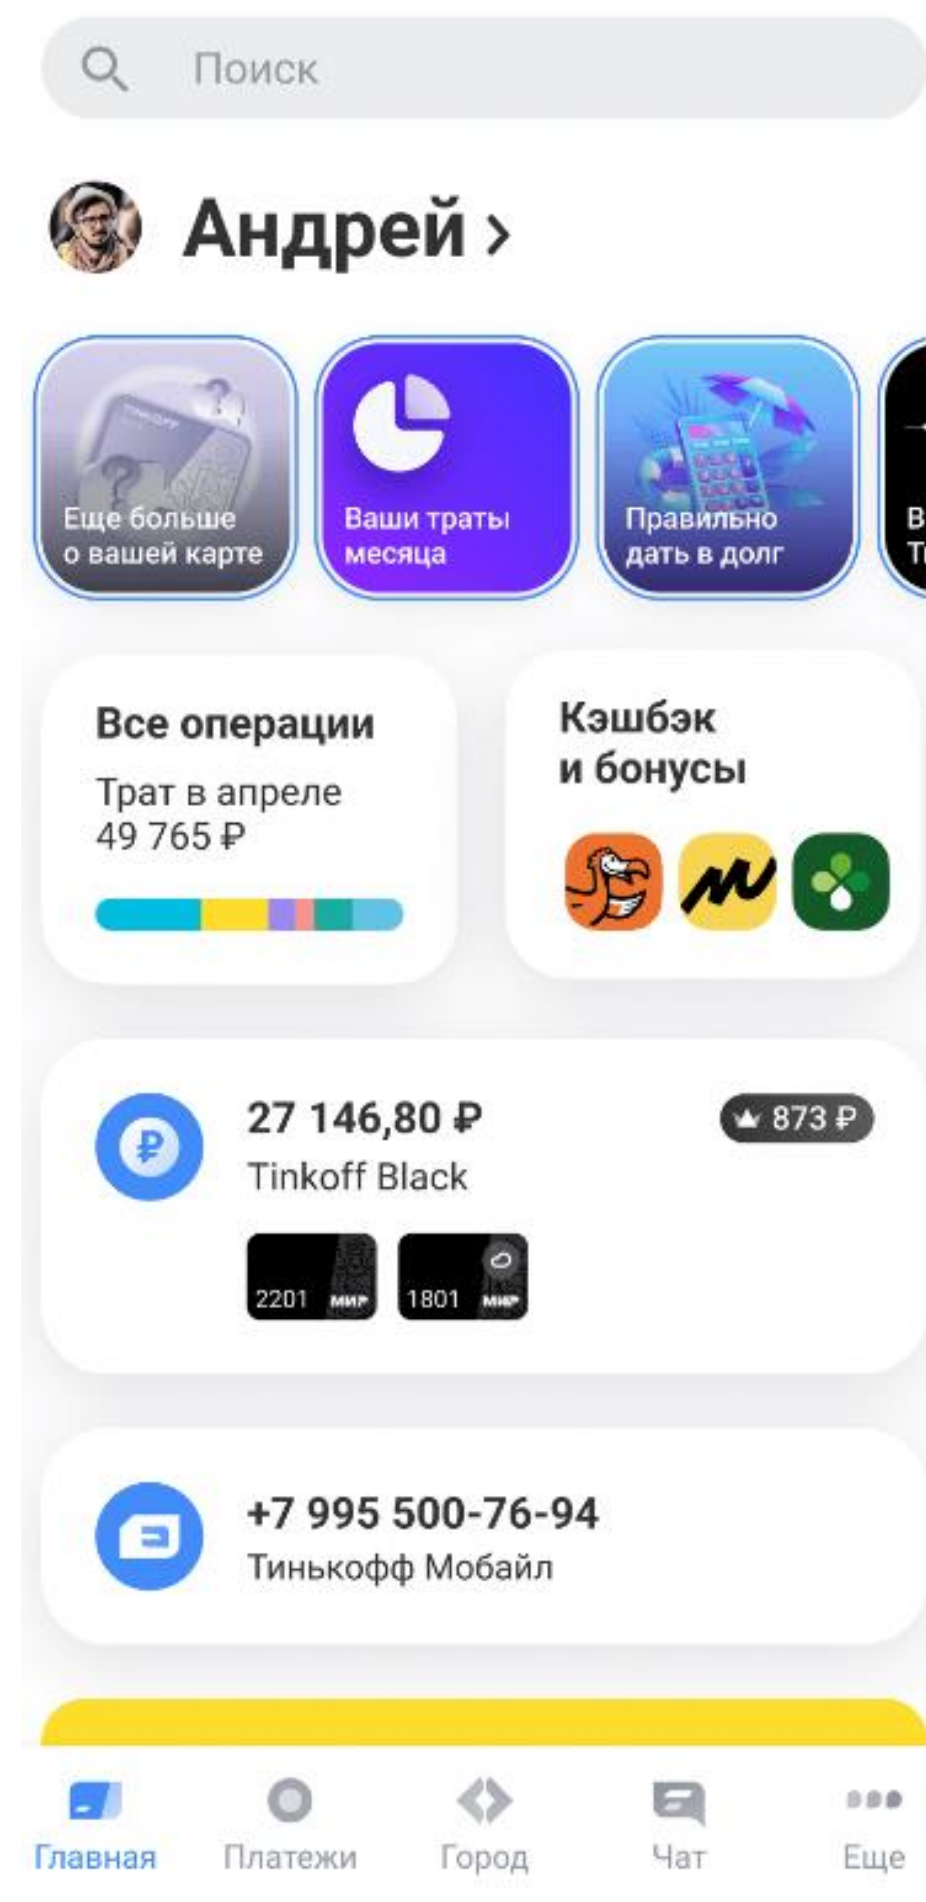 Поиск
Андрей
Еще больше
о вашей карте
Ваши траты
месяца
Правильно
дать в долг
Все операции
Трат в апреле
49 765 ₽
Кэшбэк
и бонусы
27 146,80 ₽
873 ₽
Tinkoff Black
2201 МИР
1801 МИР
+7 995 500-76-94
Тинькофф Мобайл
Главная
Платежи
Город
Чат
Еще